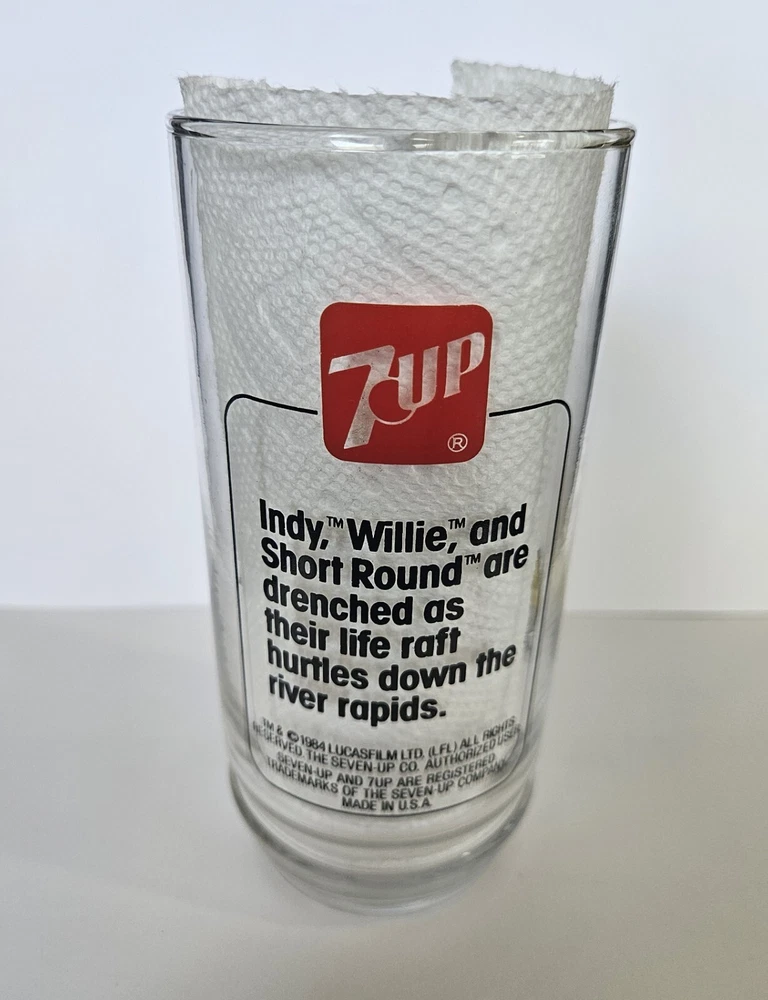 7UP
®
Indy,™ Willie,™ and
Short Round™ are
drenched as
their life raft
hurtles down the
river rapids.
TM & ©1984 LUCASFILM LTD. (LFL) ALL RIGHTS
RESERVED. THE SEVEN-UP CO. AUTHORIZED USER
SEVEN-UP AND 7UP ARE REGISTERED
TRADEMARKS OF THE SEVEN-UP COMPANY
MADE IN U.S.A.